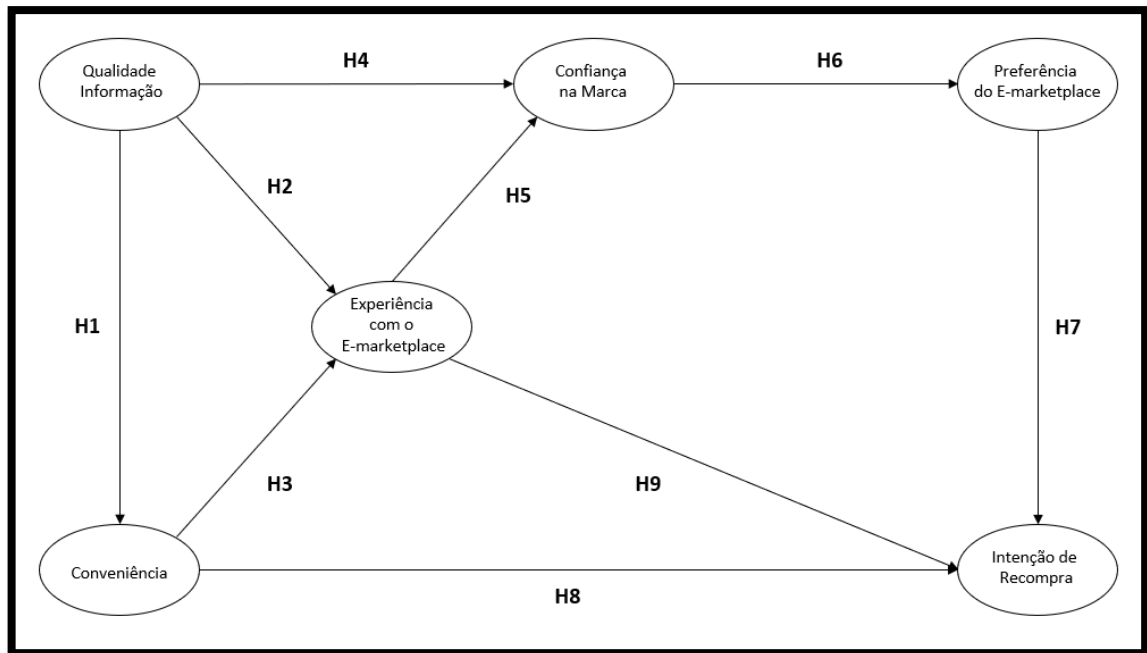 Qualidade
Informação
H4
Confiança
na Marca
H6
Preferência
do E-marketplace
H2
H5
H1
Experiência
com o
E-marketplace
H7
H3
H9
Conveniência
H8
Intenção de
Recompra